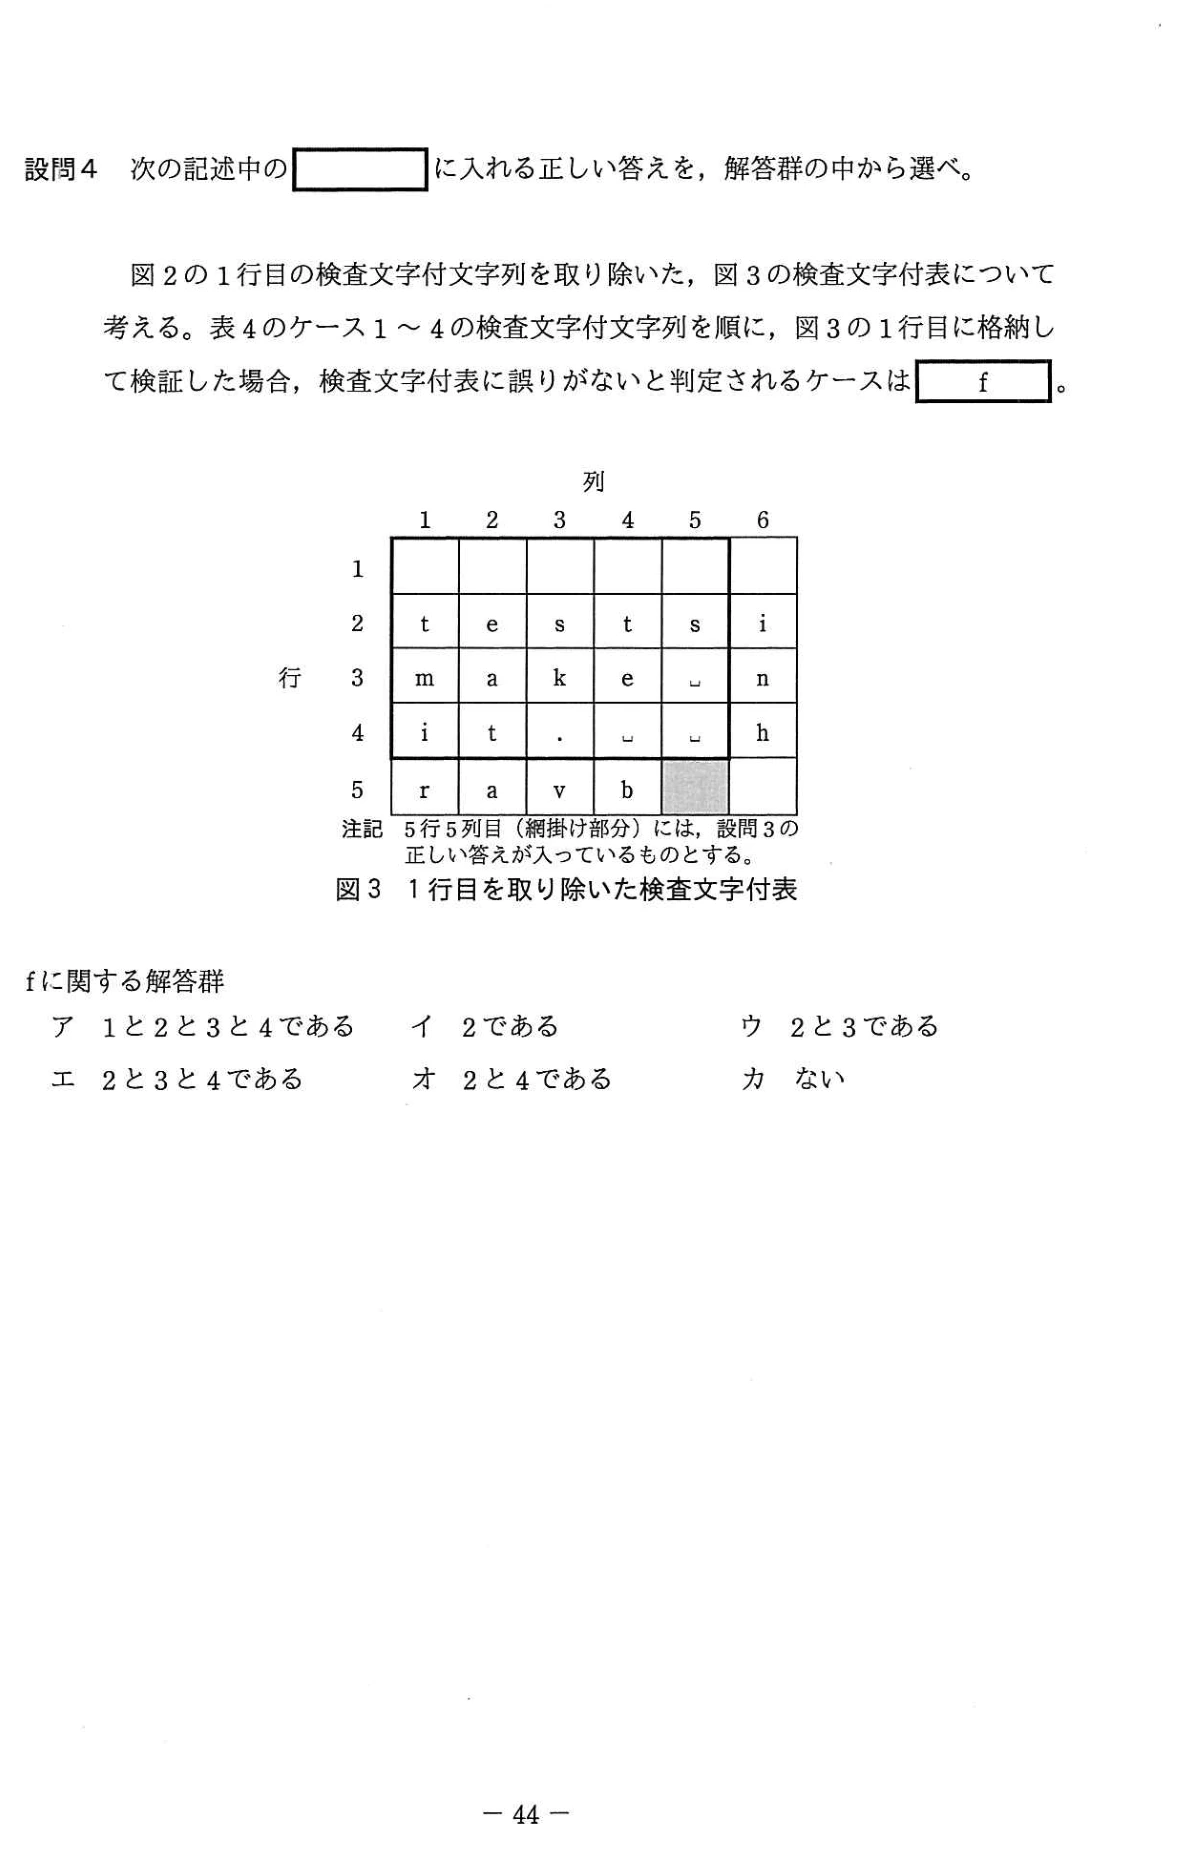 設問4 次の記述中の　　　に入れる正しい答えを，解答群の中から選べ。
図2の1行目の検査文字付文字列を取り除いた，図3の検査文字付表について
考える。表4のケース1～4の検査文字付文字列を順に，図3の1行目に格納し
て検証した場合，検査文字付表に誤りがないと判定されるケースは f 。
列
1 2 3 4 5 6
1
2 t e s t s i
行 3 m a k e ␣ n
4 i t . ␣ ␣ h
5 r a v b
注記 5行5列目（網掛け部分）には，設問3の
正しい答えが入っているものとする。
図3 1行目を取り除いた検査文字付表
fに関する解答群
ア 1と2と3と4である イ 2である ウ 2と3である
エ 2と3と4である オ 2と4である カ ない
－ 44 －